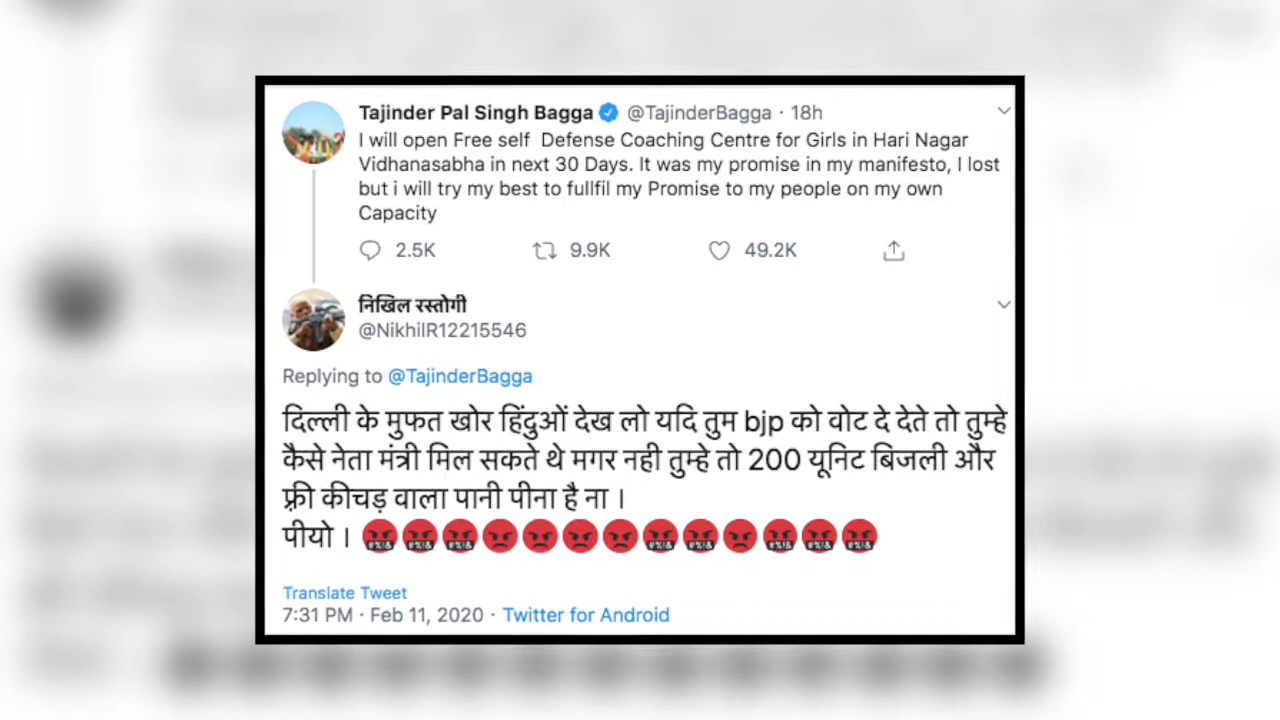 Tajinder Pal Singh Bagga @TajinderBagga · 18h
I will open Free self Defense Coaching Centre for Girls in Hari Nagar
Vidhanasabha in next 30 Days. It was my promise in my manifesto, I lost
but i will try my best to fullfil my Promise to my people on my own
Capacity
2.5K 9.9K 49.2K
निखिल रस्तोगी
@NikhilR12215546
Replying to @TajinderBagga
दिल्ली के मुफत खोर हिंदुओं देख लो यदि तुम bjp को वोट दे देते तो तुम्हे
कैसे नेता मंत्री मिल सकते थे मगर नही तुम्हे तो 200 यूनिट बिजली और
फ़्री कीचड़ वाला पानी पीना है ना ।
पीयो । 🤬🤬🤬😡😡😡😡🤬🤬😡🤬🤬🤬
Translate Tweet
7:31 PM · Feb 11, 2020 · Twitter for Android